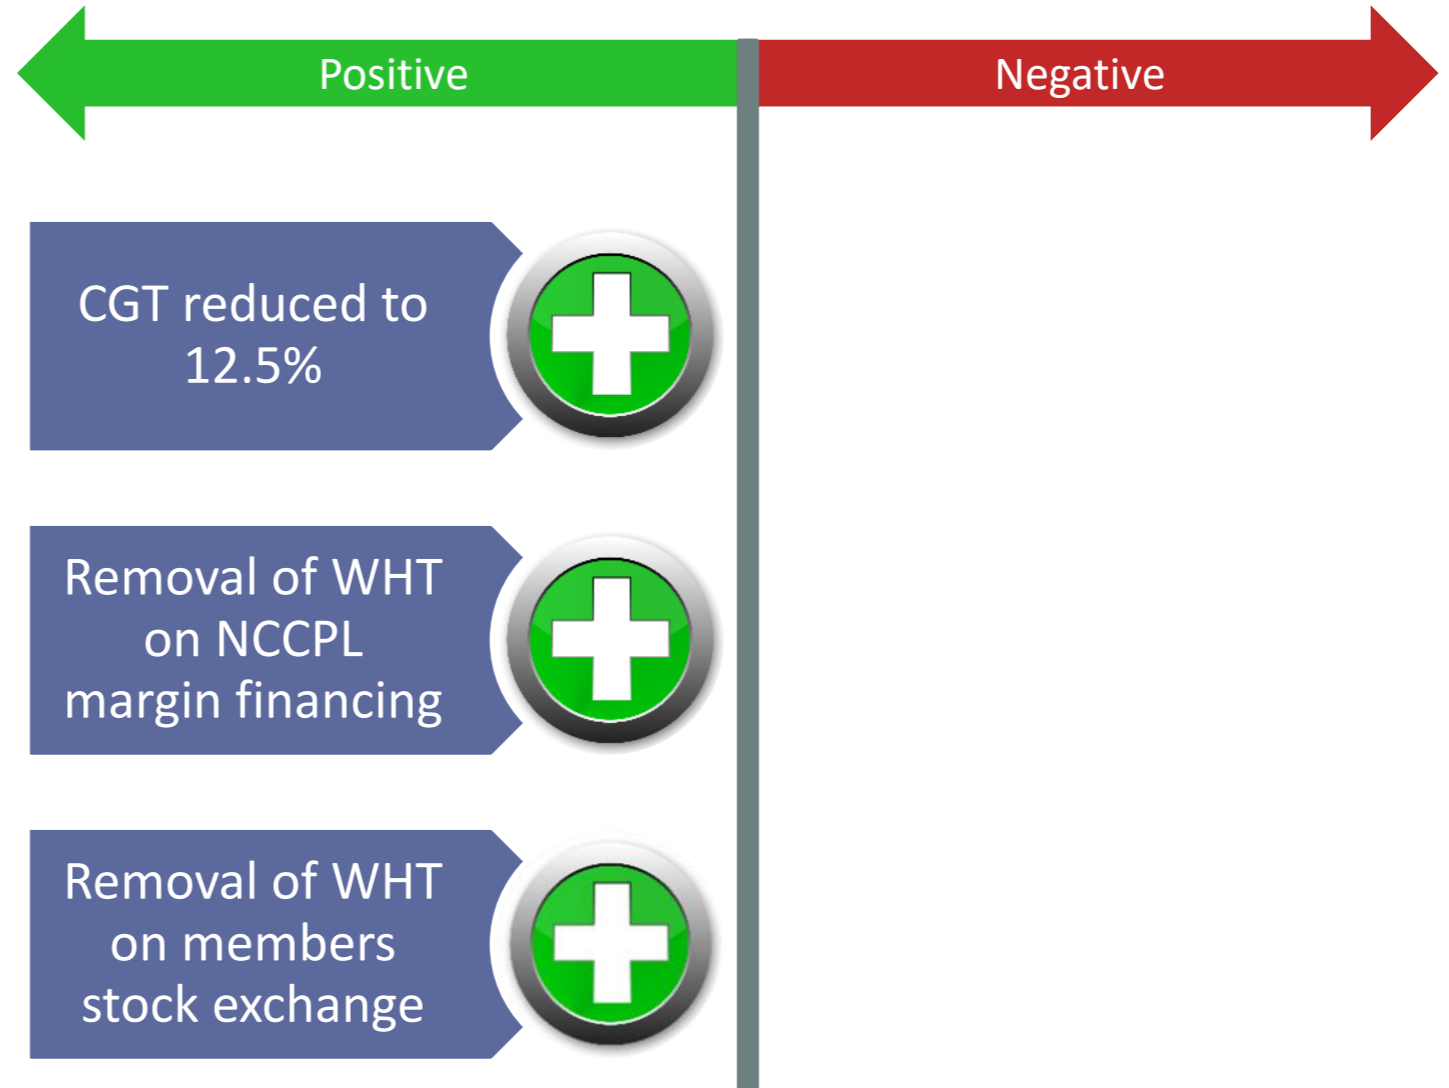 Positive
Negative
CGT reduced to
12.5%
Removal of WHT
on NCCPL
margin financing
Removal of WHT
on members
stock exchange